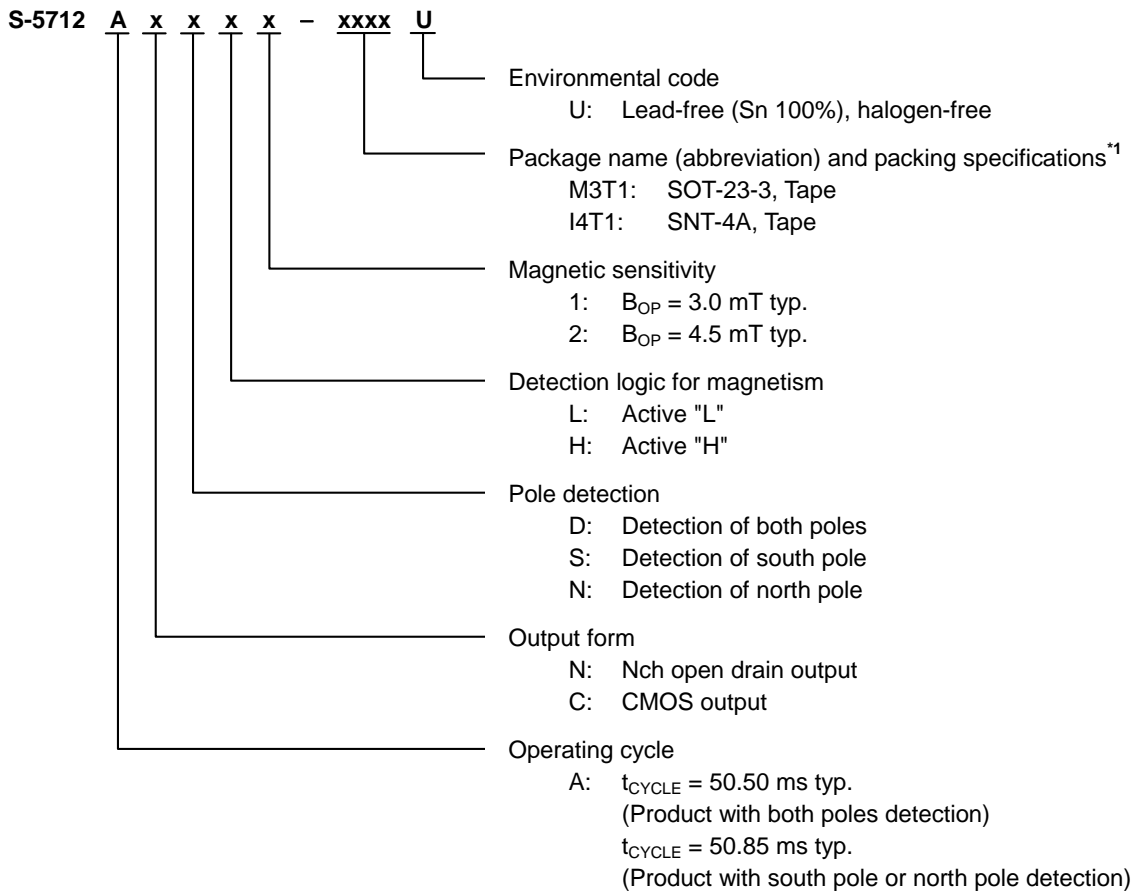 S-5712 A x x x x – xxxx U
Environmental code
U: Lead-free (Sn 100%), halogen-free
Package name (abbreviation) and packing specifications*1
M3T1: SOT-23-3, Tape
I4T1: SNT-4A, Tape
Magnetic sensitivity
1: BOP = 3.0 mT typ.
2: BOP = 4.5 mT typ.
Detection logic for magnetism
L: Active "L"
H: Active "H"
Pole detection
D: Detection of both poles
S: Detection of south pole
N: Detection of north pole
Output form
N: Nch open drain output
C: CMOS output
Operating cycle
A: tCYCLE = 50.50 ms typ.
(Product with both poles detection)
tCYCLE = 50.85 ms typ.
(Product with south pole or north pole detection)